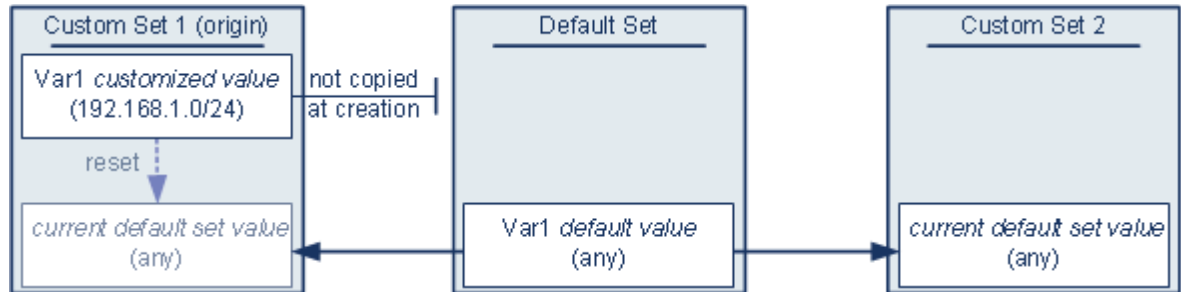 Custom Set 1 (origin)
Var1 customized value
(192.168.1.0/24)
not copied
at creation
reset
current default set value
(any)
Default Set
Var1 default value
(any)
Custom Set 2
current default set value
(any)